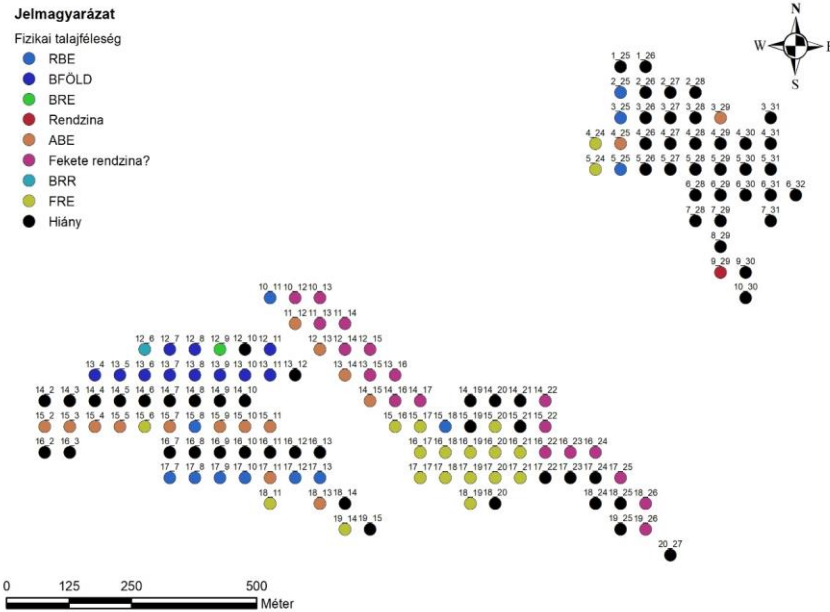 Jelmagyarázat
Fizikai talajféleség
RBE
BFÖLD
BRE
Rendzina
ABE
Fekete rendzina?
BRR
FRE
Hiány
N
W E
S
1_25 1_26
2_25 2_26 2_27 2_28
3_25 3_26 3_27 3_28 3_29 3_31
4_24 4_25 4_26 4_27 4_28 4_29 4_30 4_31
5_24 5_25 5_26 5_27 5_28 5_29 5_30 5_31
6_28 6_29 6_30 6_31 6_32
7_28 7_29 7_31
8_29
9_29 9_30
10_30
10_11 10_12 10_13
11_12 11_13 11_14
12_6 12_7 12_8 12_9 12_10 12_11 12_13 12_14 12_15
13_4 13_5 13_6 13_7 13_8 13_9 13_10 13_11 13_12 13_14 13_15 13_16
14_2 14_3 14_4 14_5 14_6 14_7 14_8 14_9 14_10 14_15 14_16 14_17 14_19 14_20 14_21 14_22
15_2 15_3 15_4 15_5 15_6 15_7 15_8 15_9 15_10 15_11 15_16 15_17 15_18 15_19 15_20 15_21 15_22
16_2 16_3 16_7 16_8 16_9 16_10 16_11 16_12 16_13 16_17 16_18 16_19 16_20 16_21 16_22 16_23 16_24
17_7 17_8 17_9 17_10 17_11 17_12 17_13 17_17 17_18 17_19 17_20 17_21 17_22 17_23 17_24 17_25
18_11 18_13 18_14 18_19 18_20 18_24 18_25 18_26
19_14 19_15 19_25 19_26
20_27
0 125 250 500
Méter